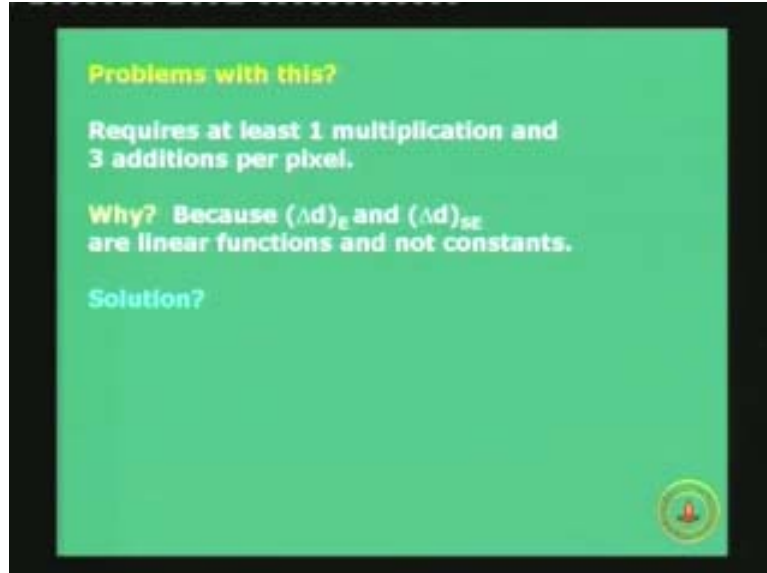 Problems with this?
Requires at least 1 multiplication and
3 additions per pixel.
Why? Because (Δd)E and (Δd)SE
are linear functions and not constants.
Solution?